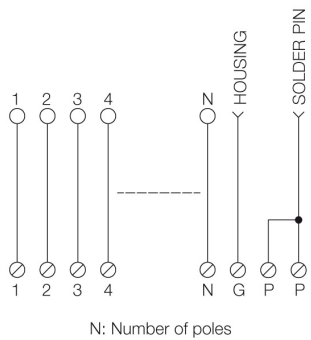 HOUSING
SOLDER PIN
1 2 3 4 N
1 2 3 4 N G P P
N: Number of poles